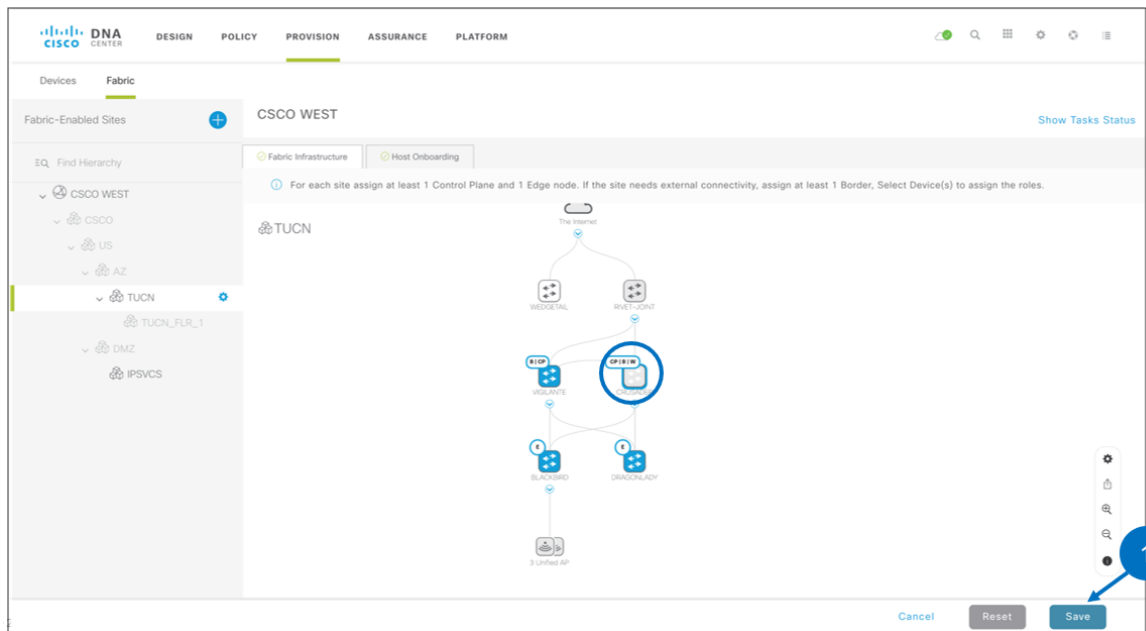 CISCO DNA CENTER DESIGN POLICY PROVISION ASSURANCE PLATFORM
Devices Fabric
Fabric-Enabled Sites
CSCO WEST
Show Tasks Status
Find Hierarchy
Fabric Infrastructure Host Onboarding
For each site assign at least 1 Control Plane and 1 Edge node. If the site needs external connectivity, assign at least 1 Border, Select Device(s) to assign the roles.
CSCO WEST
CSCO
US
AZ
TUCN
TUCN_FLR_1
DMZ
IPSVCS
TUCN
The Internet
WEDGETAIL RIVET-JOINT
B | CP CP | B | W
VIGILANTE CRUSADER
E E
BLACKBIRD DRAGONLADY
3 Unified AP
1
Cancel Reset Save